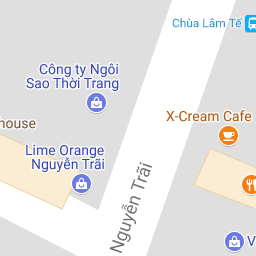 Chùa Lâm Tế
Công ty Ngôi
Sao Thời Trang
X-Cream Cafe
house
Lime Orange
Nguyễn Trãi
Nguyễn Trãi
V